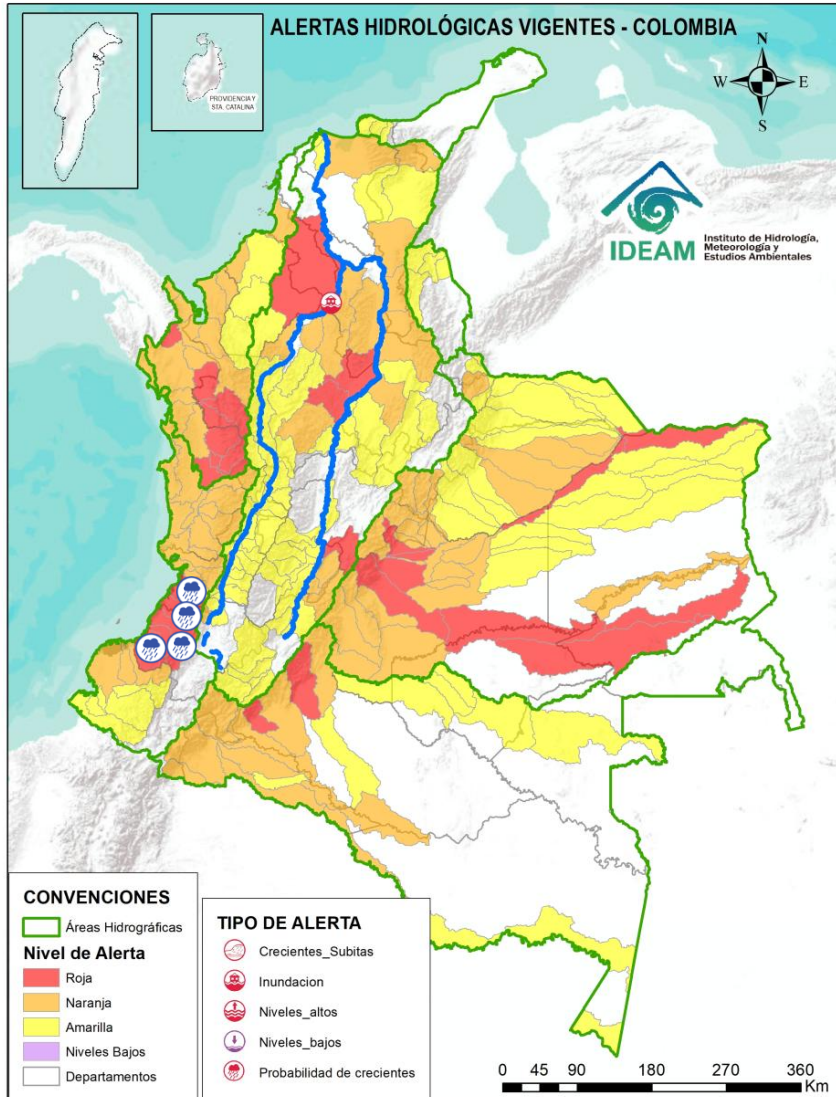 ALERTAS HIDROLÓGICAS VIGENTES - COLOMBIA
PROVIDENCIA Y
STA. CATALINA
N
W
E
S
IDEAM
Instituto de Hidrología,
Meteorología y
Estudios Ambientales
CONVENCIONES
Áreas Hidrográficas
Nivel de Alerta
Roja
Naranja
Amarilla
Niveles Bajos
Departamentos
TIPO DE ALERTA
Crecientes_Subitas
Inundacion
Niveles_altos
Niveles_bajos
Probabilidad de crecientes
0 45 90 180 270 360
Km